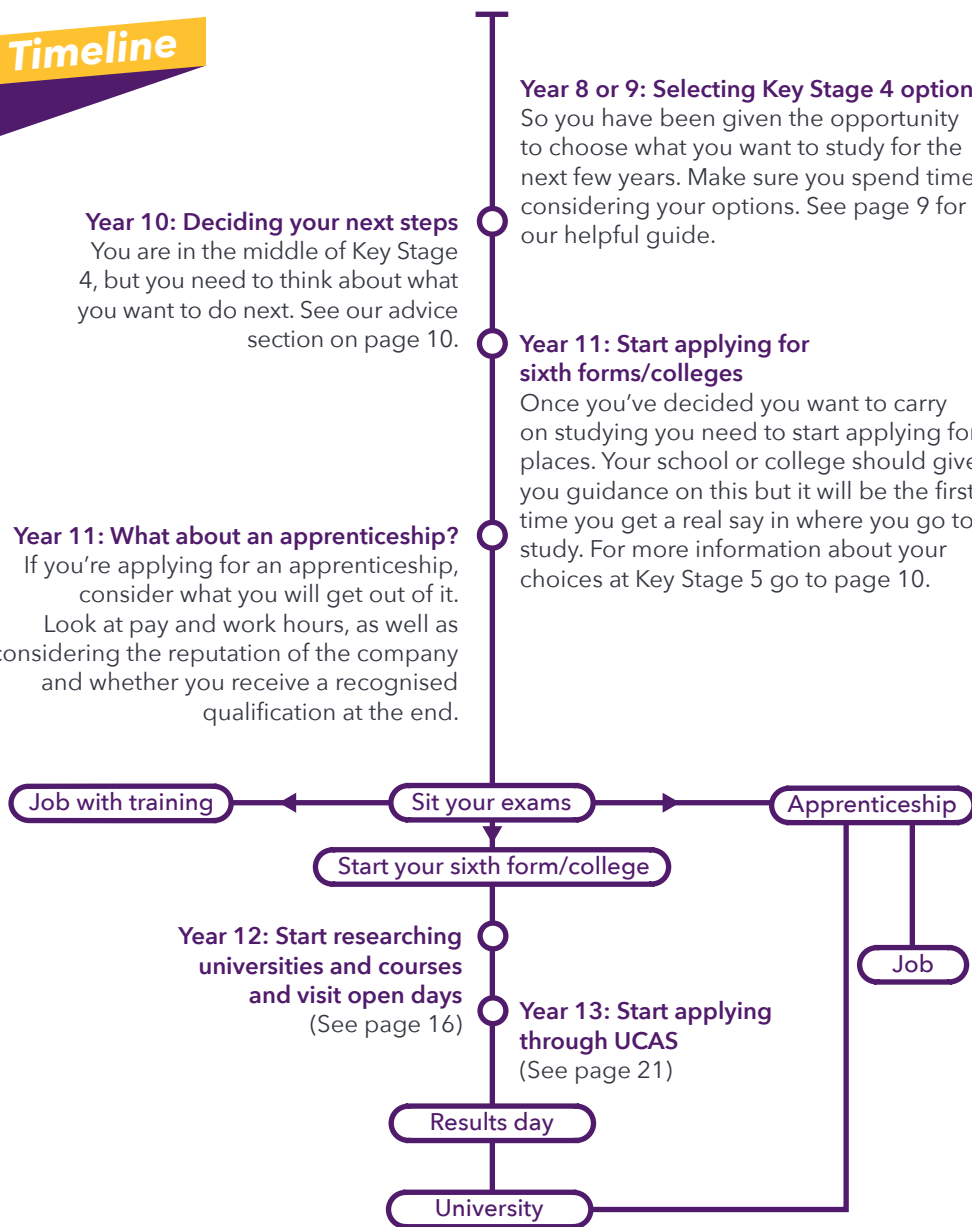 Timeline
Year 8 or 9: Selecting Key Stage 4 option
So you have been given the opportunity
to choose what you want to study for the
next few years. Make sure you spend time
considering your options. See page 9 for
our helpful guide.
Year 10: Deciding your next steps
You are in the middle of Key Stage
4, but you need to think about what
you want to do next. See our advice
section on page 10.
Year 11: Start applying for
sixth forms/colleges
Once you’ve decided you want to carry
on studying you need to start applying for
places. Your school or college should give
you guidance on this but it will be the first
time you get a real say in where you go to
study. For more information about your
choices at Key Stage 5 go to page 10.
Year 11: What about an apprenticeship?
If you’re applying for an apprenticeship,
consider what you will get out of it.
Look at pay and work hours, as well as
considering the reputation of the company
and whether you receive a recognised
qualification at the end.
Job with training
Sit your exams
Apprenticeship
Start your sixth form/college
Year 12: Start researching
universities and courses
and visit open days
(See page 16)
Job
Year 13: Start applying
through UCAS
(See page 21)
Results day
University